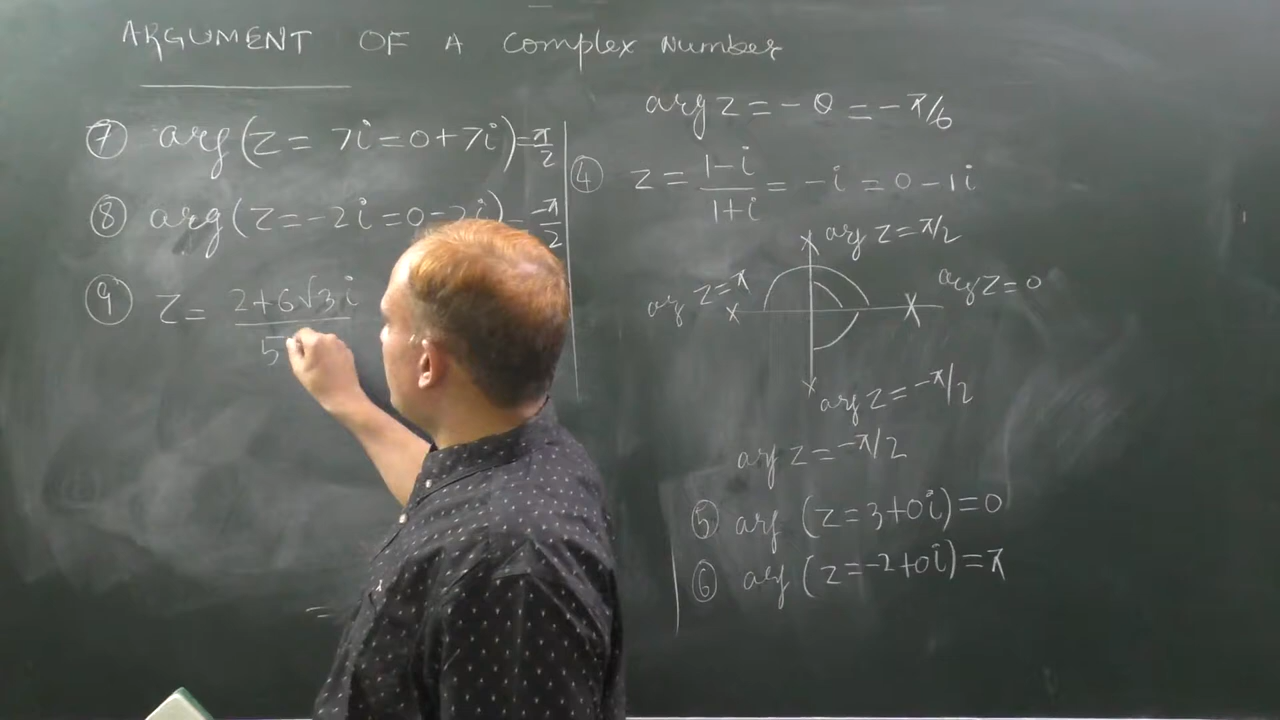 ARGUMENT OF A Complex Number
⑦ arg(z = 7i = 0+7i) = π/2
⑧ arg(z = -2i = 0-2i) = -π/2
⑨ z = 2+6√3i
5
=
arg z = -θ = -π/6
④ z = 1-i/1+i = -i = 0-1i
arg z = π/2
arg z = π
arg z = 0
arg z = -π/2
arg z = -π/2
⑤ arg (z = 3+0i) = 0
⑥ arg (z = -2+0i) = π